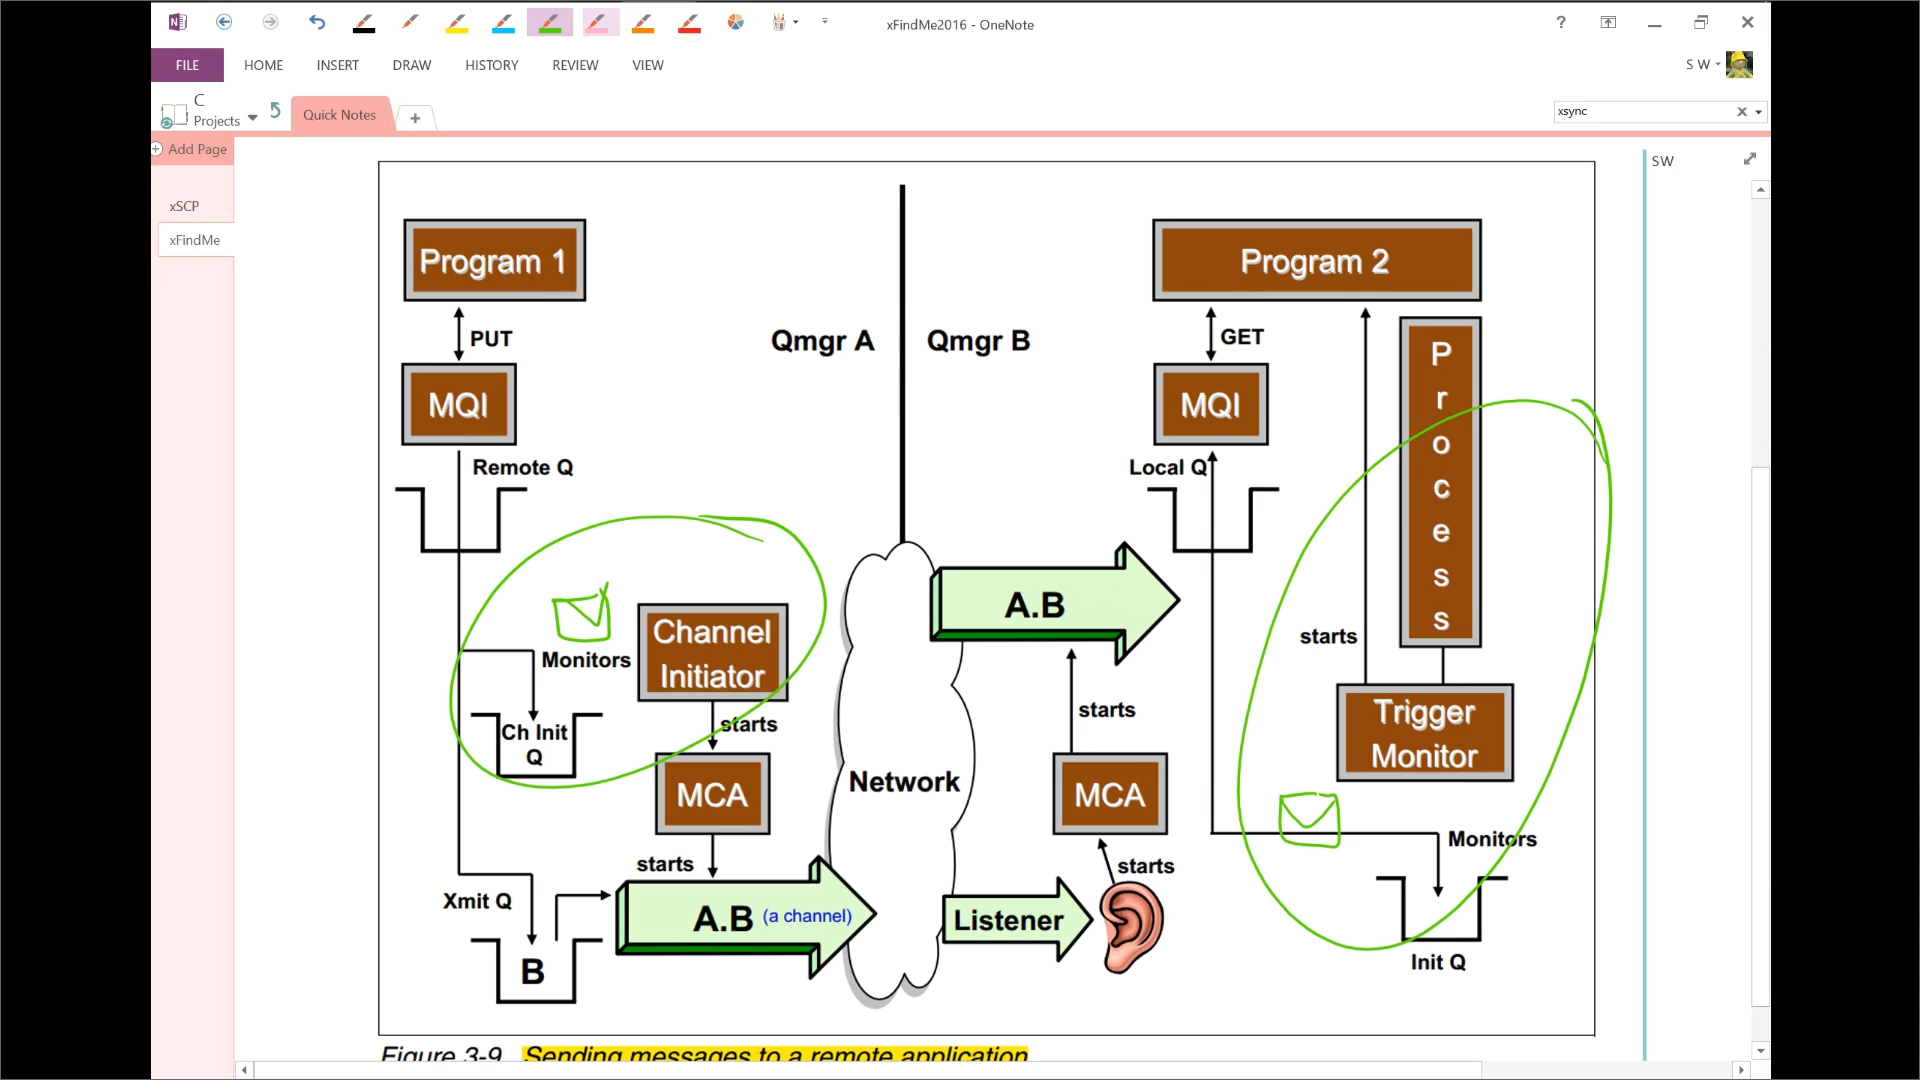 xFindMe2016 - OneNote
?
FILE
HOME
INSERT
DRAW
HISTORY
REVIEW
VIEW
S W
C
Projects
Quick Notes
+
xsync
Add Page
xSCP
xFindMe
SW
Program 1
Program 2
PUT
Qmgr A
Qmgr B
GET
MQI
MQI
Process
Remote Q
Local Q
A.B
Channel
Initiator
Monitors
starts
starts
starts
Ch Init
Q
Trigger
Monitor
MCA
Network
MCA
Monitors
starts
starts
Xmit Q
A.B (a channel)
Listener
B
Init Q
Figure 3-9 Sending messages to a remote application